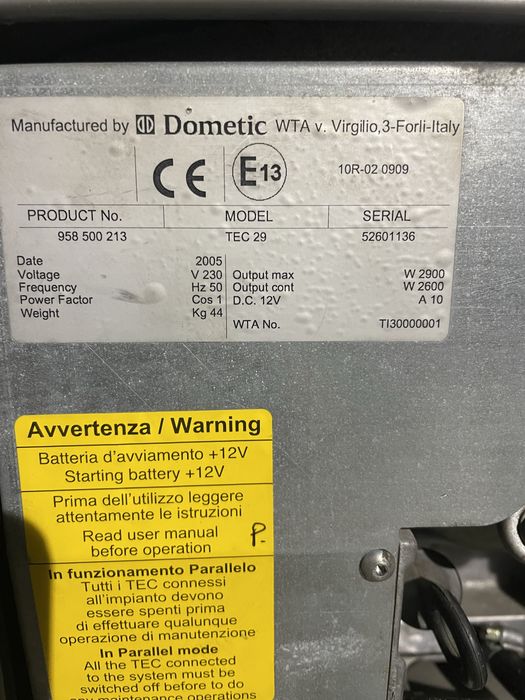 Manufactured by Dometic WTA v. Virgilio,3-Forli-Italy
CE E13 10R-02 0909
PRODUCT No. MODEL SERIAL
958 500 213 TEC 29 52601136
Date 2005
Voltage V 230 Output max W 2900
Frequency Hz 50 Output cont W 2600
Power Factor Cos 1 D.C. 12V A 10
Weight Kg 44
WTA No. TI30000001
Avvertenza / Warning
Batteria d'avviamento +12V
Starting battery +12V
Prima dell'utilizo leggere
attentamente le istruzioni
Read user manual
before operation
P.
In funzionamento Parallelo
Tutti i TEC connessi
all'impianto devono
essere spenti prima
di effettuare qualunque
operazione di manutenzione
In Parallel mode
All the TEC connected
to the system must be
switched off before to do
any maintenance operations